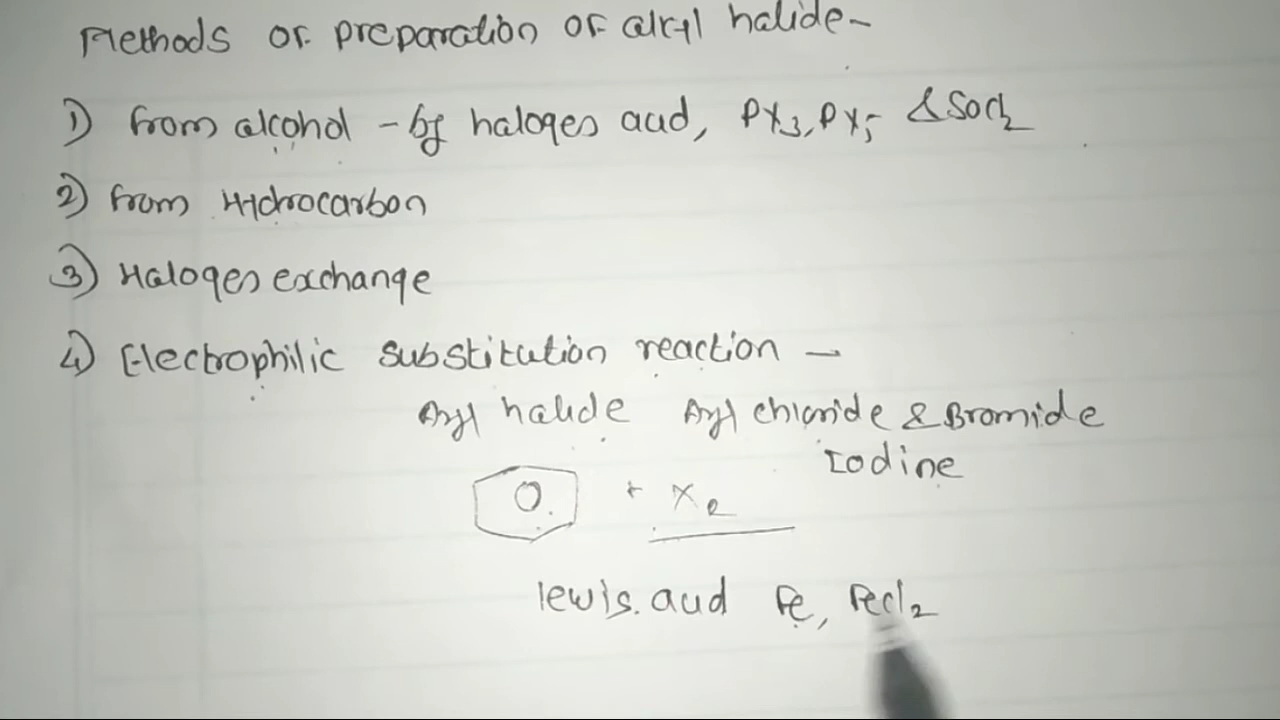 Methods of preparation of alkyl halide -
1) from alcohol - by halogen acid, PX3, PX5 & SOCl2
2) from Hydrocarbon
3) Halogen exchange
4) Electrophilic substitution reaction -
Aryl halide Aryl chloride & Bromide
Iodine
+ X2
lewis. acid Fe, FeCl2